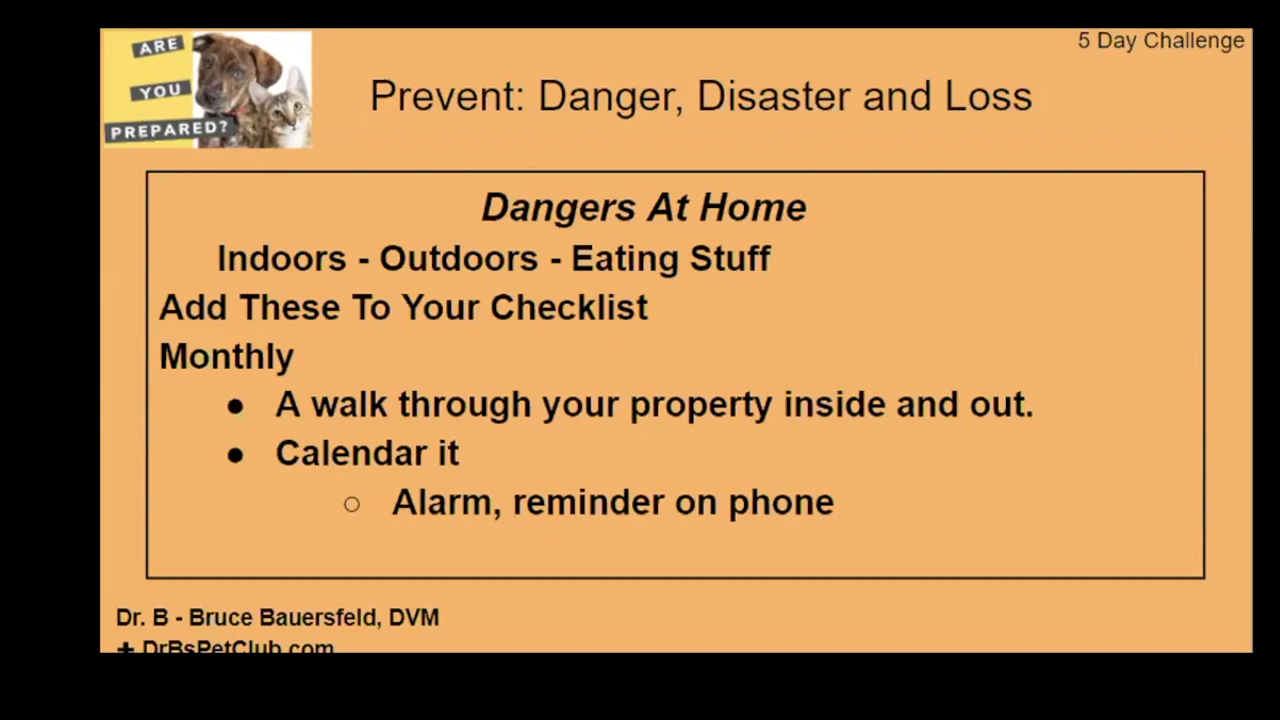 5 Day Challenge
ARE
YOU
PREPARED?
Prevent: Danger, Disaster and Loss
Dangers At Home
Indoors - Outdoors - Eating Stuff
Add These To Your Checklist
Monthly
● A walk through your property inside and out.
● Calendar it
○ Alarm, reminder on phone
Dr. B - Bruce Bauersfeld, DVM
+ DrBsPetClub.com